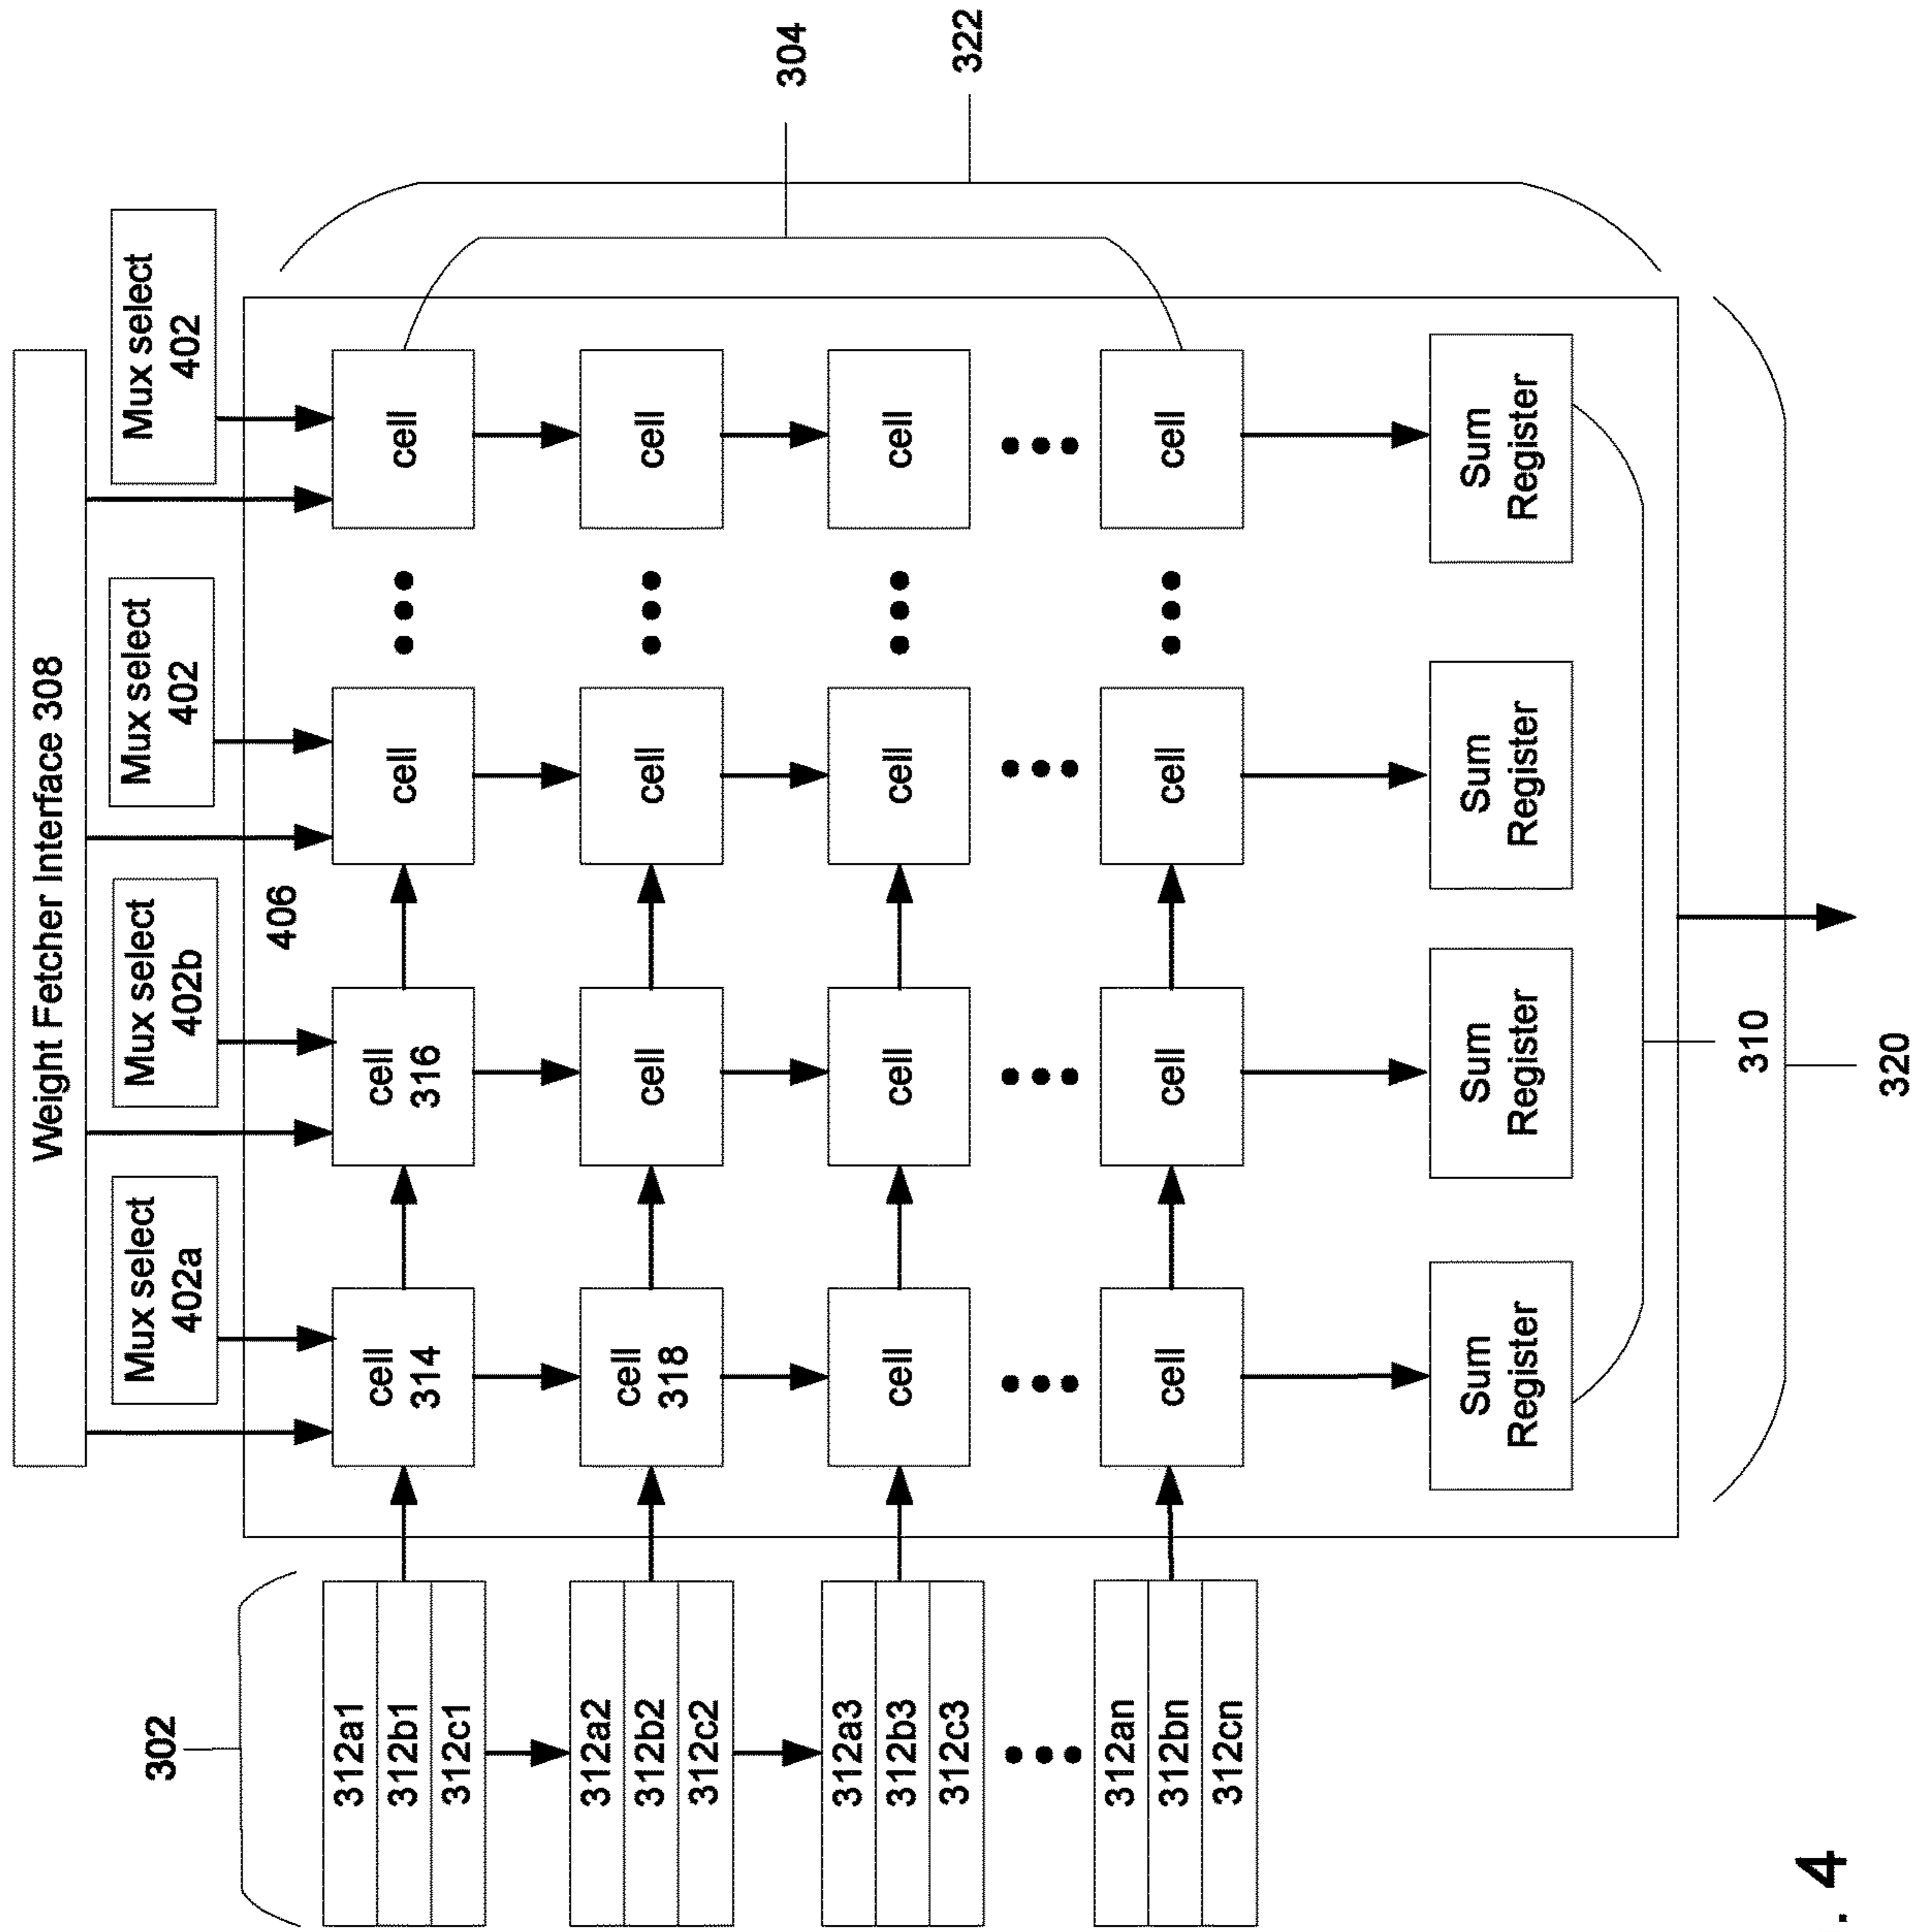 Weight Fetcher Interface 308
Mux select
402a
Mux select
402b
Mux select
402
Mux select
402
302
406
312a1
312b1
312c1
cell
314
cell
316
cell
cell
312a2
312b2
312c2
cell
318
cell
cell
cell
304
312a3
312b3
312c3
cell
cell
cell
cell
322
312an
312bn
312cn
cell
cell
cell
cell
Sum
Register
Sum
Register
Sum
Register
Sum
Register
310
320
. 4